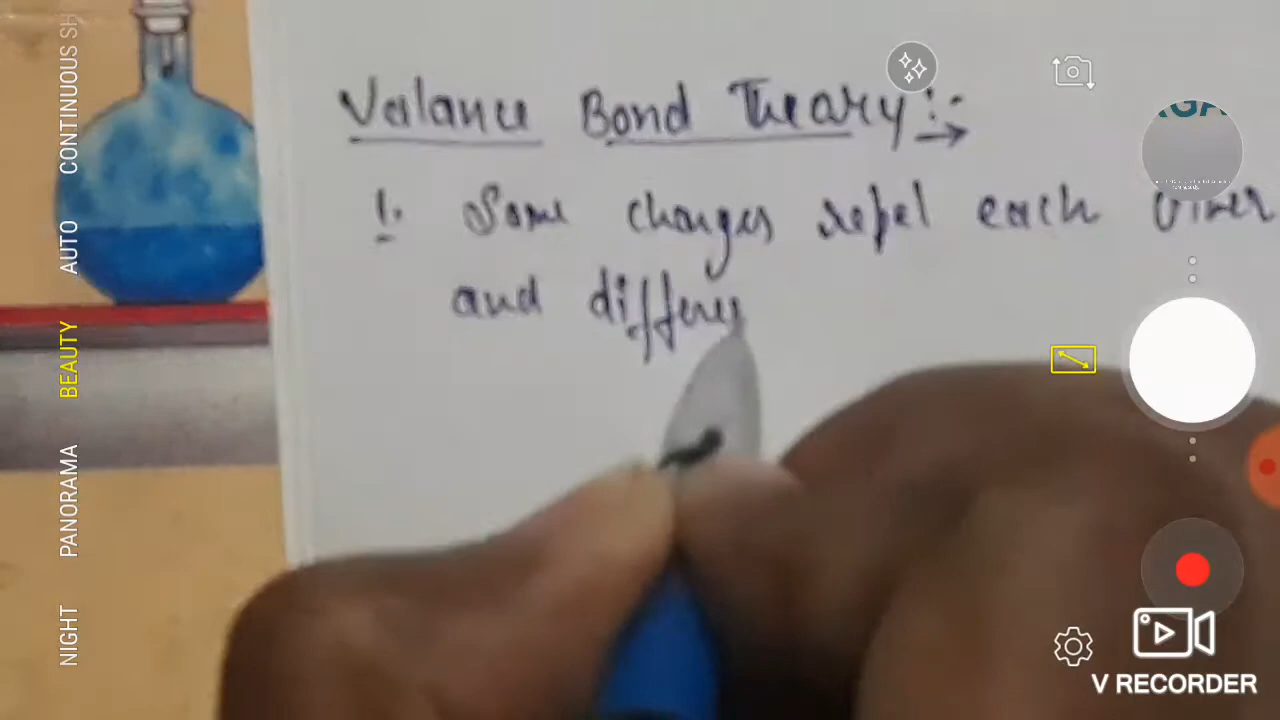 Valance Bond Theary :-
1. Same charges repel each other
and differe
NIGHT
PANORAMA
BEAUTY
AUTO
CONTINUOUS SH
V RECORDER